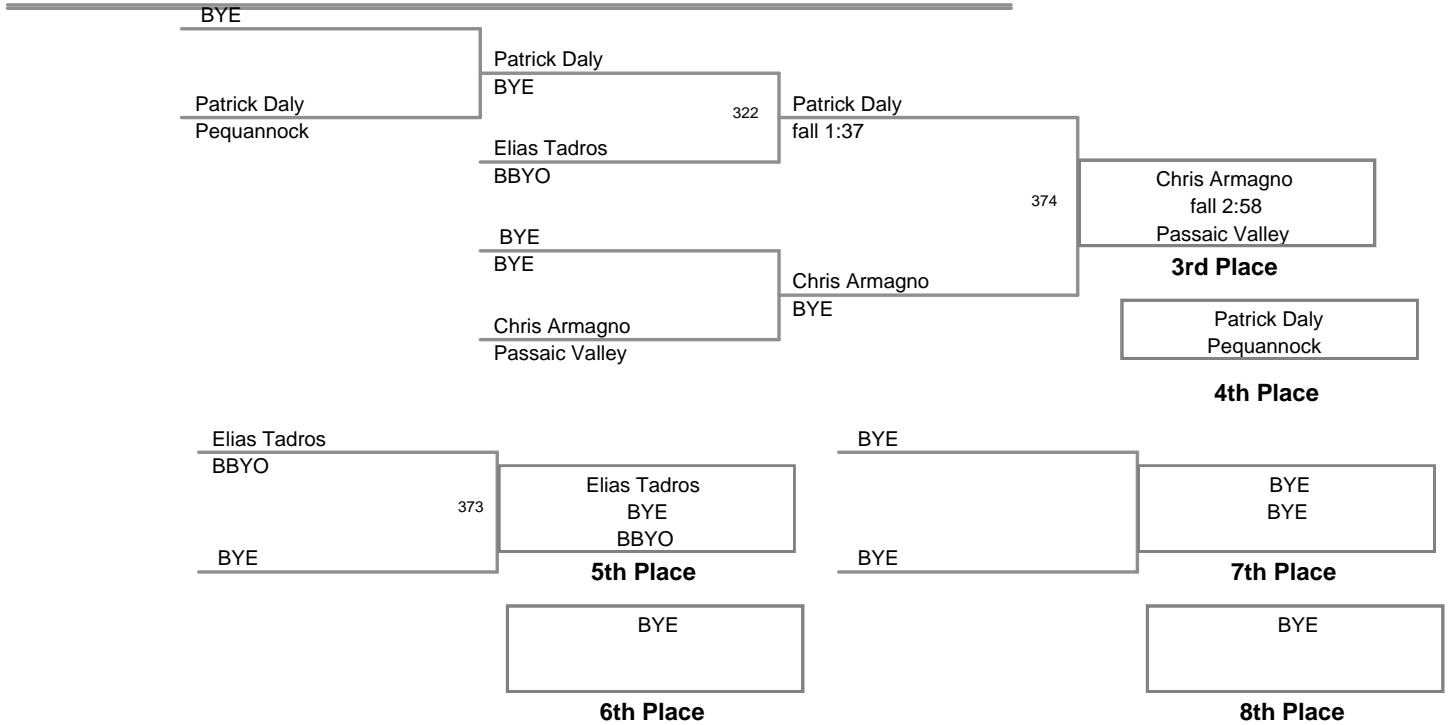 BYE
Patrick Daly
Pequannock
Patrick Daly
BYE
Elias Tadros
BBYO
322
Patrick Daly
fall 1:37
BYE
BYE
Chris Armagno
Passaic Valley
Chris Armagno
BYE
374
Chris Armagno
fall 2:58
Passaic Valley
3rd Place
Patrick Daly
Pequannock
4th Place
Elias Tadros
BBYO
373
BYE
Elias Tadros
BYE
BBYO
5th Place
BYE
6th Place
BYE
BYE
BYE
BYE
7th Place
BYE
8th Place